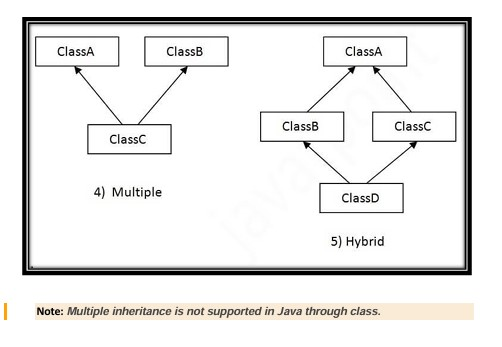 ClassA
ClassB
ClassC
4) Multiple
ClassA
ClassB
ClassC
ClassD
5) Hybrid
Note: Multiple inheritance is not supported in Java through class.